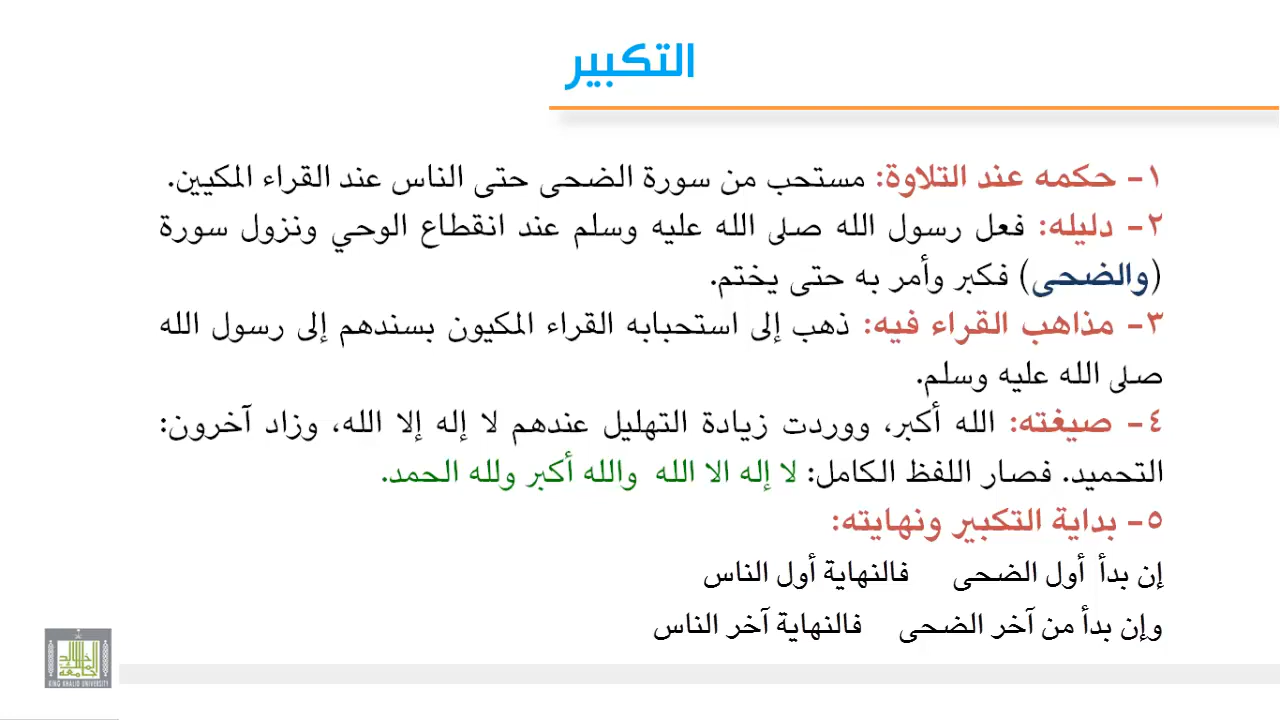 التكبير
١- حكمه عند التلاوة: مستحب من سورة الضحى حتى الناس عند القراء المكيين.
٢- دليله: فعل رسول الله صلى الله عليه وسلم عند انقطاع الوحي ونزول سورة
(والضحى) فكبر وأمر به حتى يختم.
٣- مذاهب القراء فيه: ذهب إلى استحبابه القراء المكيون بسندهم إلى رسول الله
صلى الله عليه وسلم.
٤- صيغته: الله أكبر، ووردت زيادة التهليل عندهم لا إله إلا الله، وزاد آخرون:
التحميد. فصار اللفظ الكامل: لا إله الا الله والله أكبر ولله الحمد.
٥- بداية التكبير ونهايته:
إن بدأ أول الضحى فالنهاية أول الناس
وإن بدأ من آخر الضحى فالنهاية آخر الناس
KING KHALID UNIVERSITY